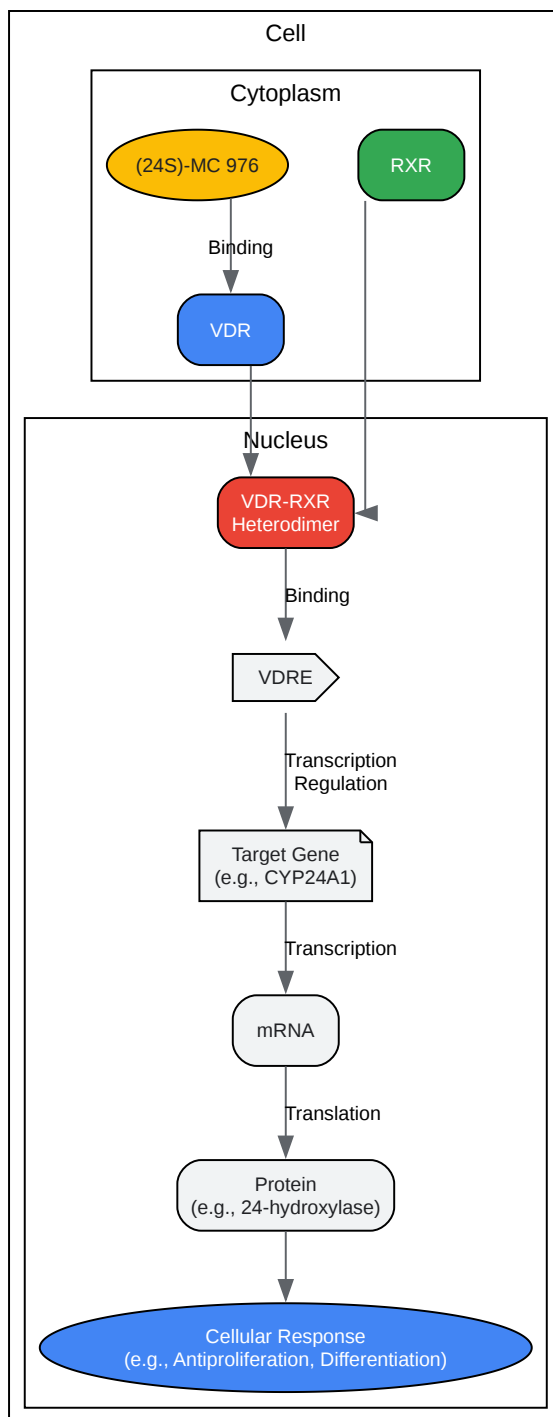 Cell
Cytoplasm
(24S)-MC 976
RXR
Binding
VDR
Nucleus
VDR-RXR
Heterodimer
Binding
VDRE
Transcription
Regulation
Target Gene
(e.g., CYP24A1)
Transcription
mRNA
Translation
Protein
(e.g., 24-hydroxylase)
Cellular Response
(e.g., Antiproliferation, Differentiation)